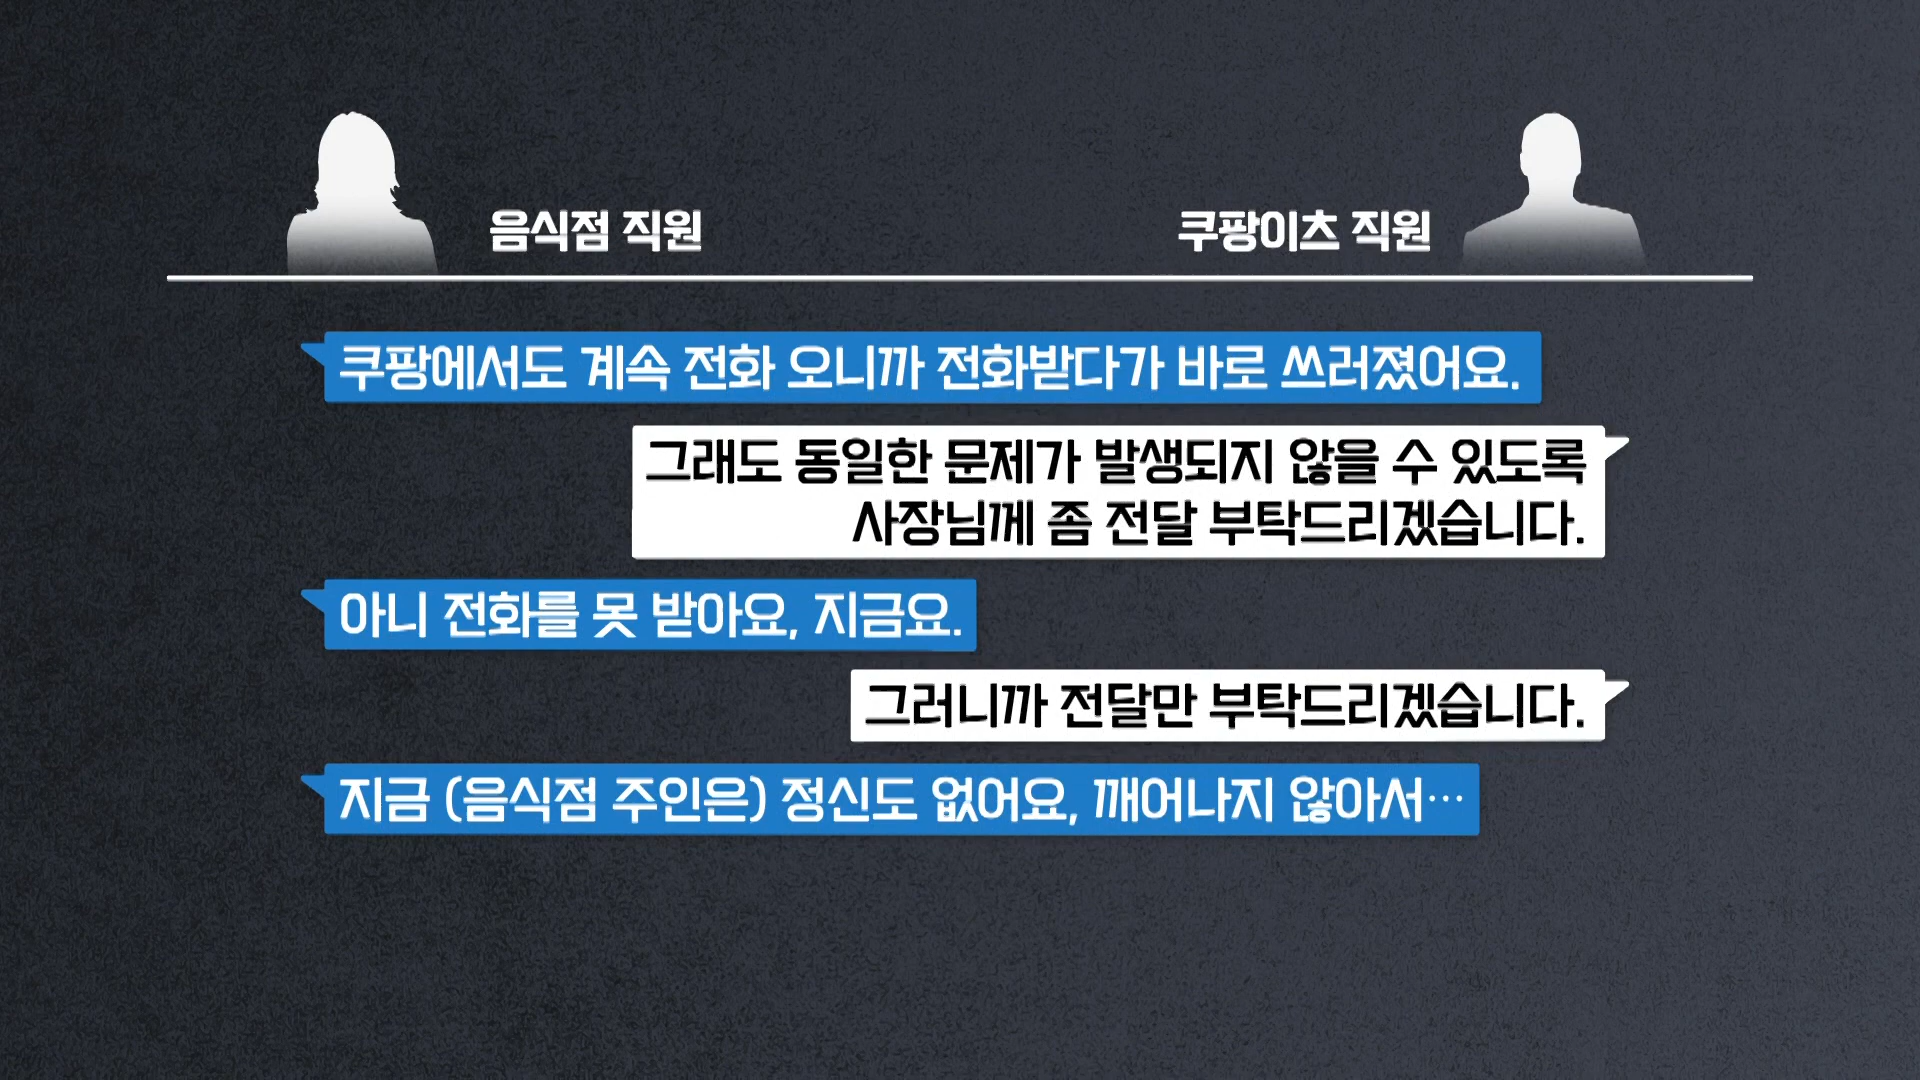 음식점 직원
쿠팡이츠 직원
쿠팡에서도 계속 전화 오니까 전화받다가 바로 쓰러졌어요.
그래도 동일한 문제가 발생되지 않을 수 있도록
사장님께 좀 전달 부탁드리겠습니다.
아니 전화를 못 받아요, 지금요.
그러니까 전달만 부탁드리겠습니다.
지금 (음식점 주인은) 정신도 없어요, 깨어나지 않아서…